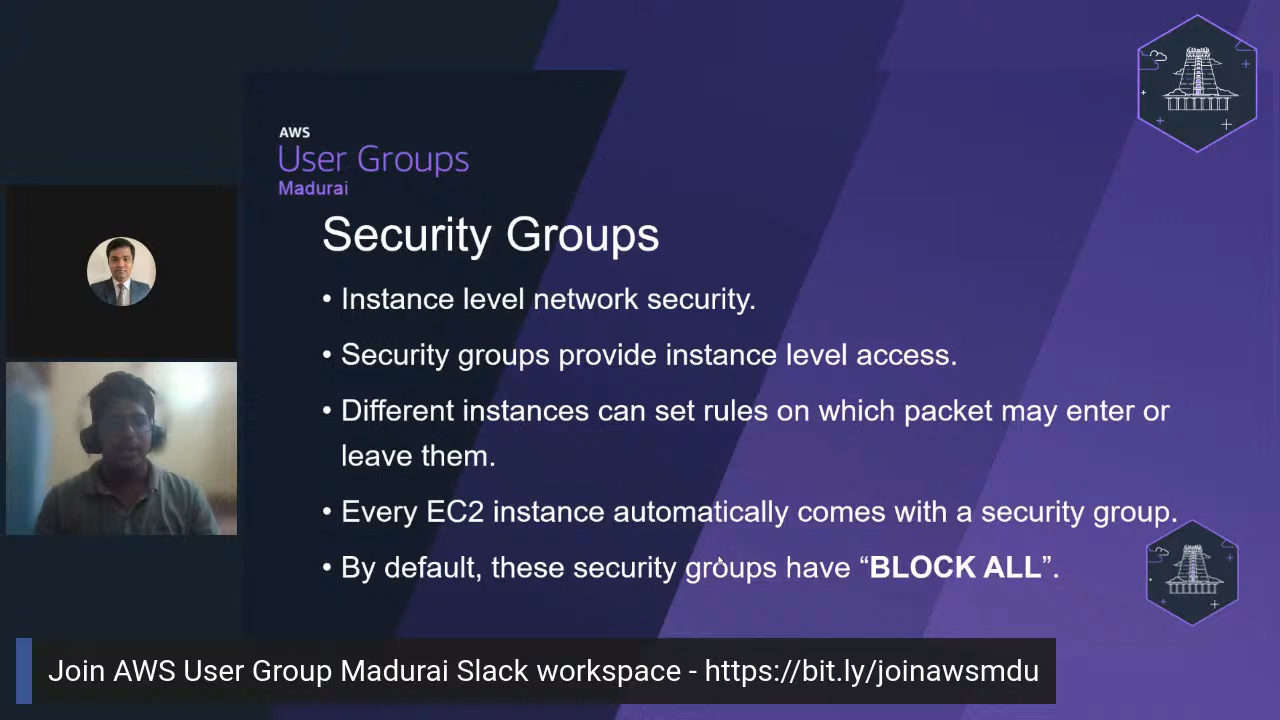 AWS
User Groups
Madurai
Security Groups
• Instance level network security.
• Security groups provide instance level access.
• Different instances can set rules on which packet may enter or
leave them.
• Every EC2 instance automatically comes with a security group.
• By default, these security groups have “BLOCK ALL”.
Join AWS User Group Madurai Slack workspace - https://bit.ly/joinawsmdu